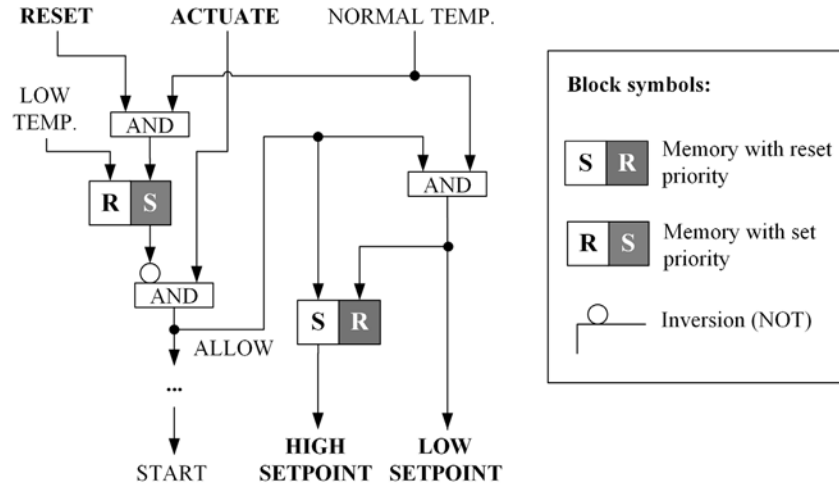 RESET
ACTUATE
NORMAL TEMP.
LOW
TEMP.
AND
R S
AND
ALLOW
...
START
AND
S R
HIGH
SETPOINT
LOW
SETPOINT
Block symbols:
S R
Memory with reset
priority
R S
Memory with set
priority
Inversion (NOT)